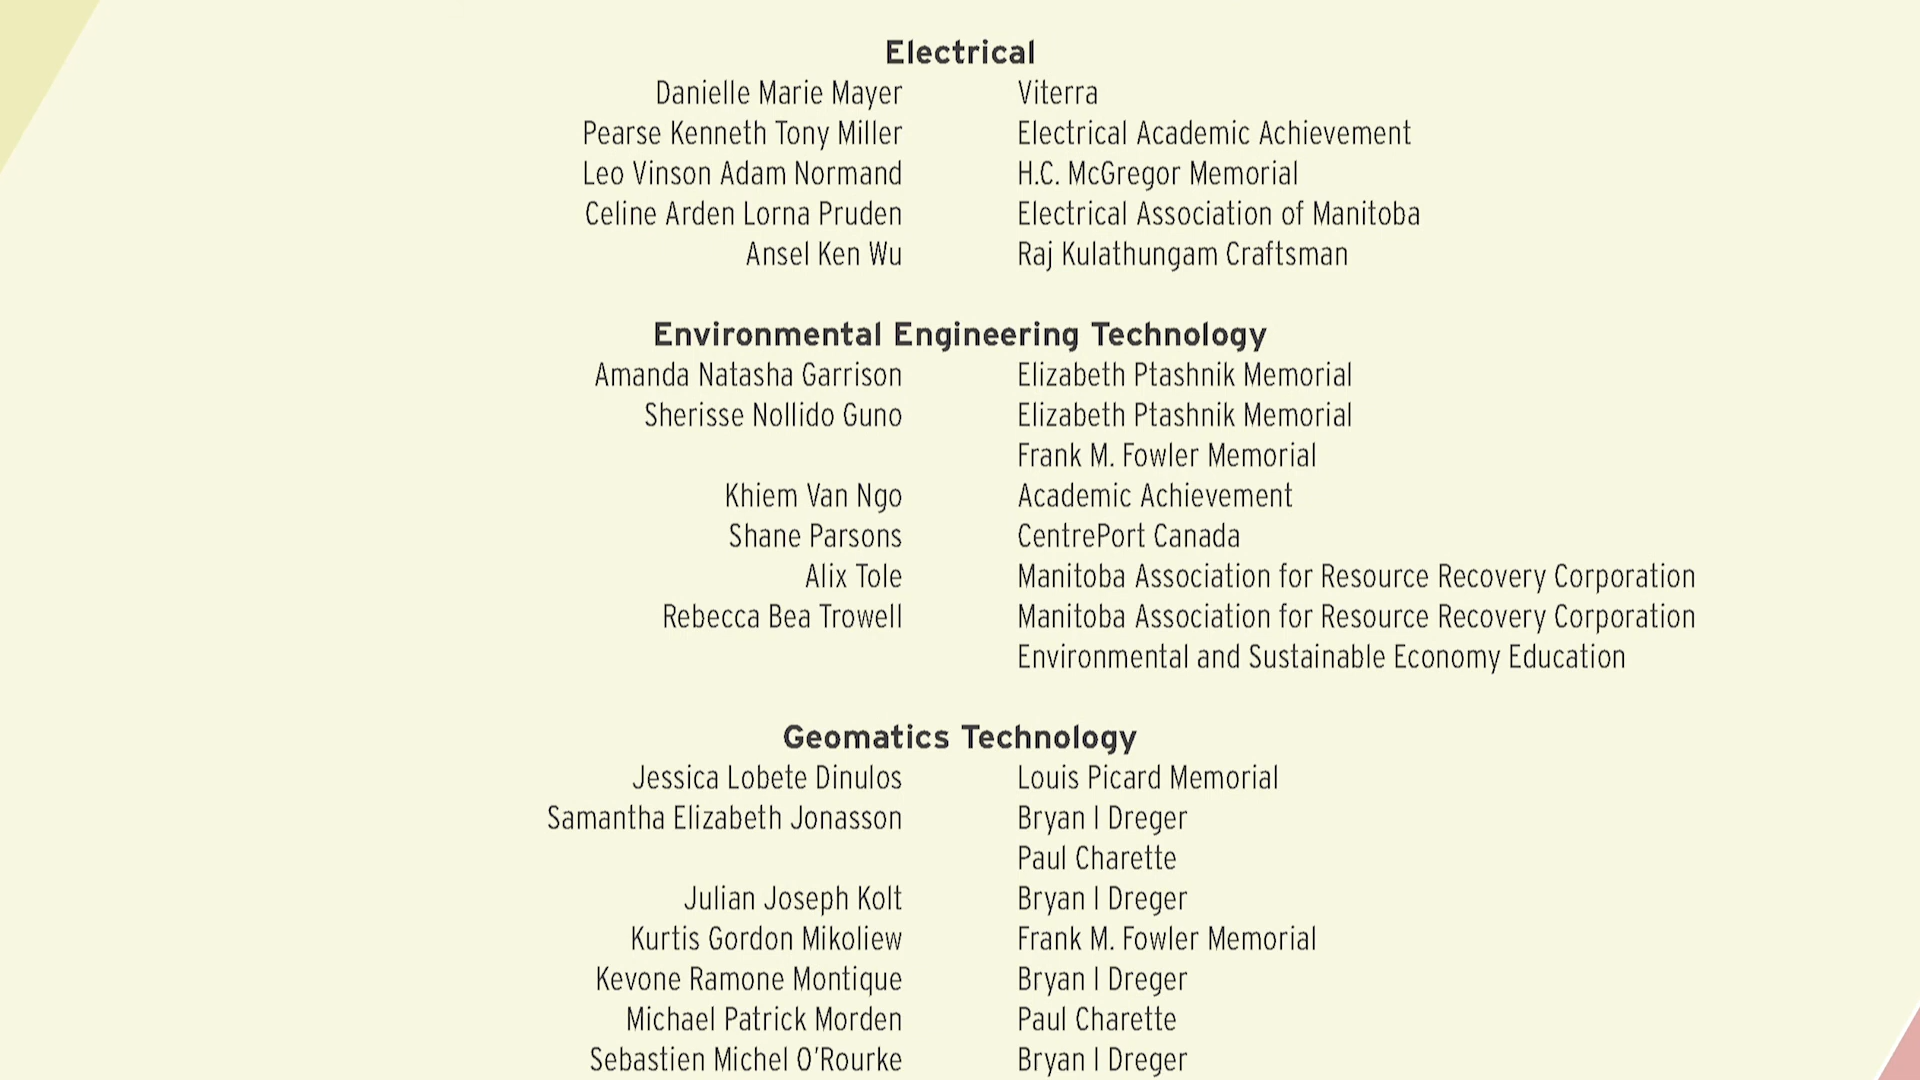 Electrical
Danielle Marie Mayer Viterra
Pearse Kenneth Tony Miller Electrical Academic Achievement
Leo Vinson Adam Normand H.C. McGregor Memorial
Celine Arden Lorna Pruden Electrical Association of Manitoba
Ansel Ken Wu Raj Kulathungam Craftsman
Environmental Engineering Technology
Amanda Natasha Garrison Elizabeth Ptashnik Memorial
Sherisse Nollido Guno Elizabeth Ptashnik Memorial
Frank M. Fowler Memorial
Khiem Van Ngo Academic Achievement
Shane Parsons CentrePort Canada
Alix Tole Manitoba Association for Resource Recovery Corporation
Rebecca Bea Trowell Manitoba Association for Resource Recovery Corporation
Environmental and Sustainable Economy Education
Geomatics Technology
Jessica Lobete Dinulos Louis Picard Memorial
Samantha Elizabeth Jonasson Bryan I Dreger
Paul Charette
Julian Joseph Kolt Bryan I Dreger
Kurtis Gordon Mikoliew Frank M. Fowler Memorial
Kevone Ramone Montique Bryan I Dreger
Michael Patrick Morden Paul Charette
Sebastien Michel O'Rourke Bryan I Dreger